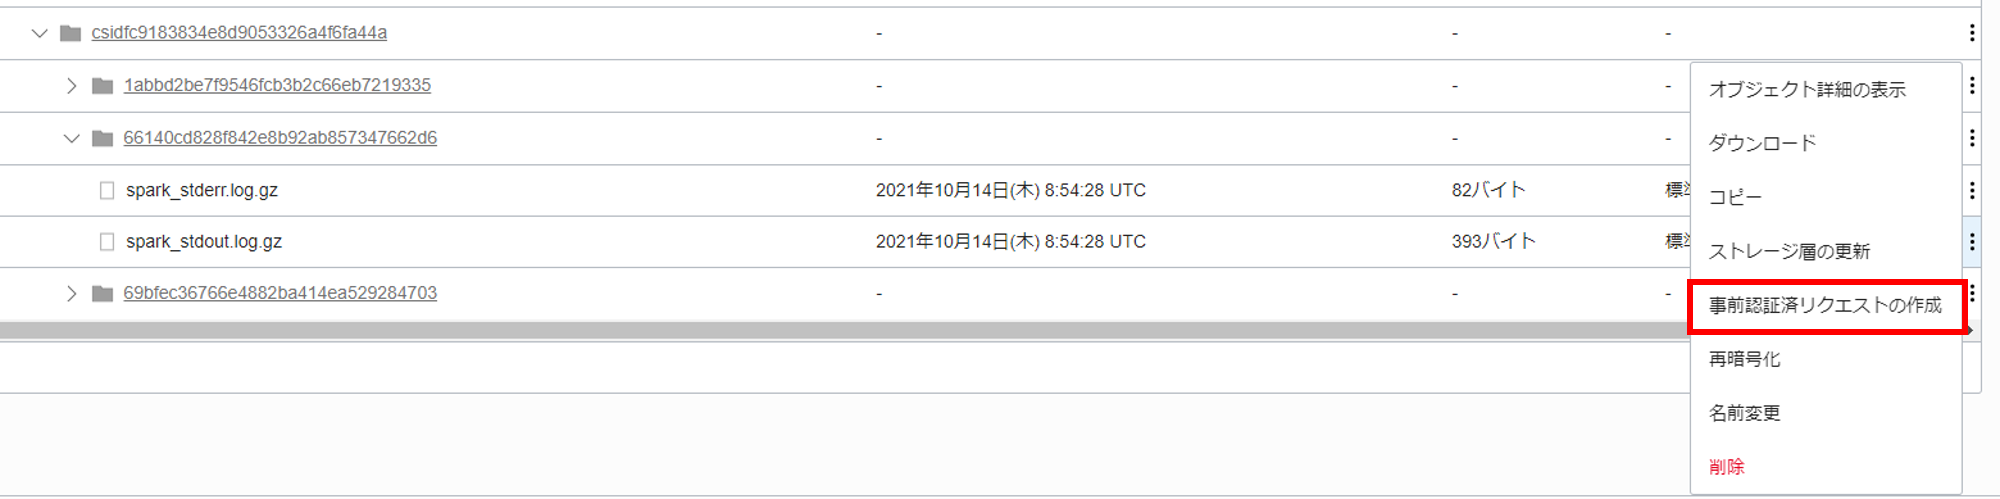 csidfc9183834e8d9053326a4f6fa44a - - -
1abbd2be7f9546fcb3b2c66eb7219335 - - -
66140cd828f842e8b92ab857347662d6 - - -
spark_stderr.log.gz 2021年10月14日(木) 8:54:28 UTC 82バイト 標準
spark_stdout.log.gz 2021年10月14日(木) 8:54:28 UTC 393バイト 標準
69bfec36766e4882ba414ea529284703 - - -
オブジェクト詳細の表示
ダウンロード
コピー
ストレージ層の更新
事前認証済リクエストの作成
再暗号化
名前変更
削除